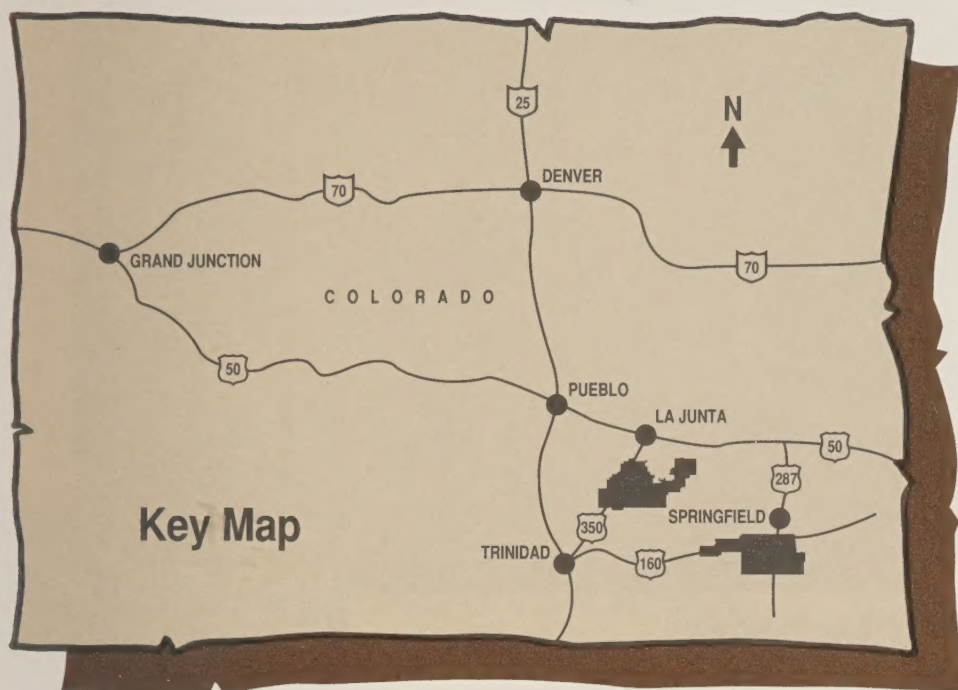 25
N
DENVER
70
GRAND JUNCTION
70
COLORADO
50
PUEBLO
LA JUNTA
50
287
SPRINGFIELD
350
Key Map
TRINIDAD
160